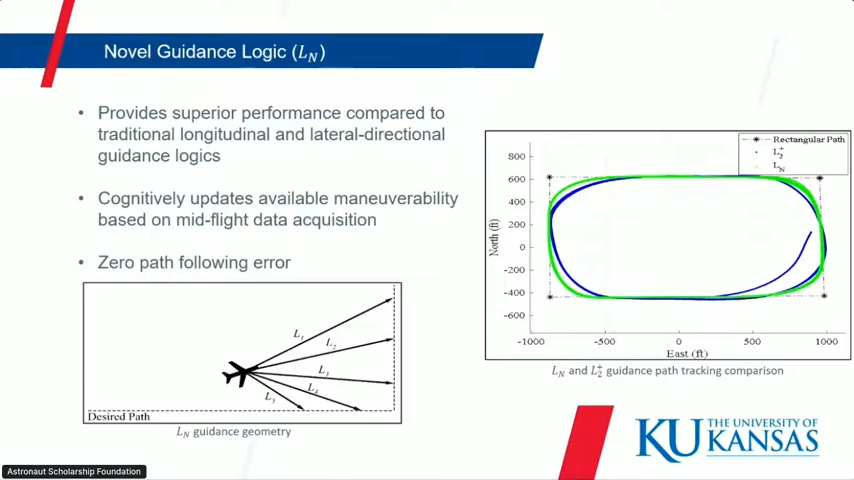 Novel Guidance Logic (L_N)
• Provides superior performance compared to
traditional longitudinal and lateral-directional
guidance logics
• Cognitively updates available maneuverability
based on mid-flight data acquisition
• Zero path following error
L_1
L_2
L_3
L_4
L_5
Desired Path
L_N guidance geometry
Rectangular Path
L_2^+
L_N
800
600
400
200
0
-200
-400
-600
North (ft)
-1000
-500
0
500
1000
East (ft)
L_N and L_2^+ guidance path tracking comparison
KU THE UNIVERSITY OF
KANSAS
Astronaut Scholarship Foundation